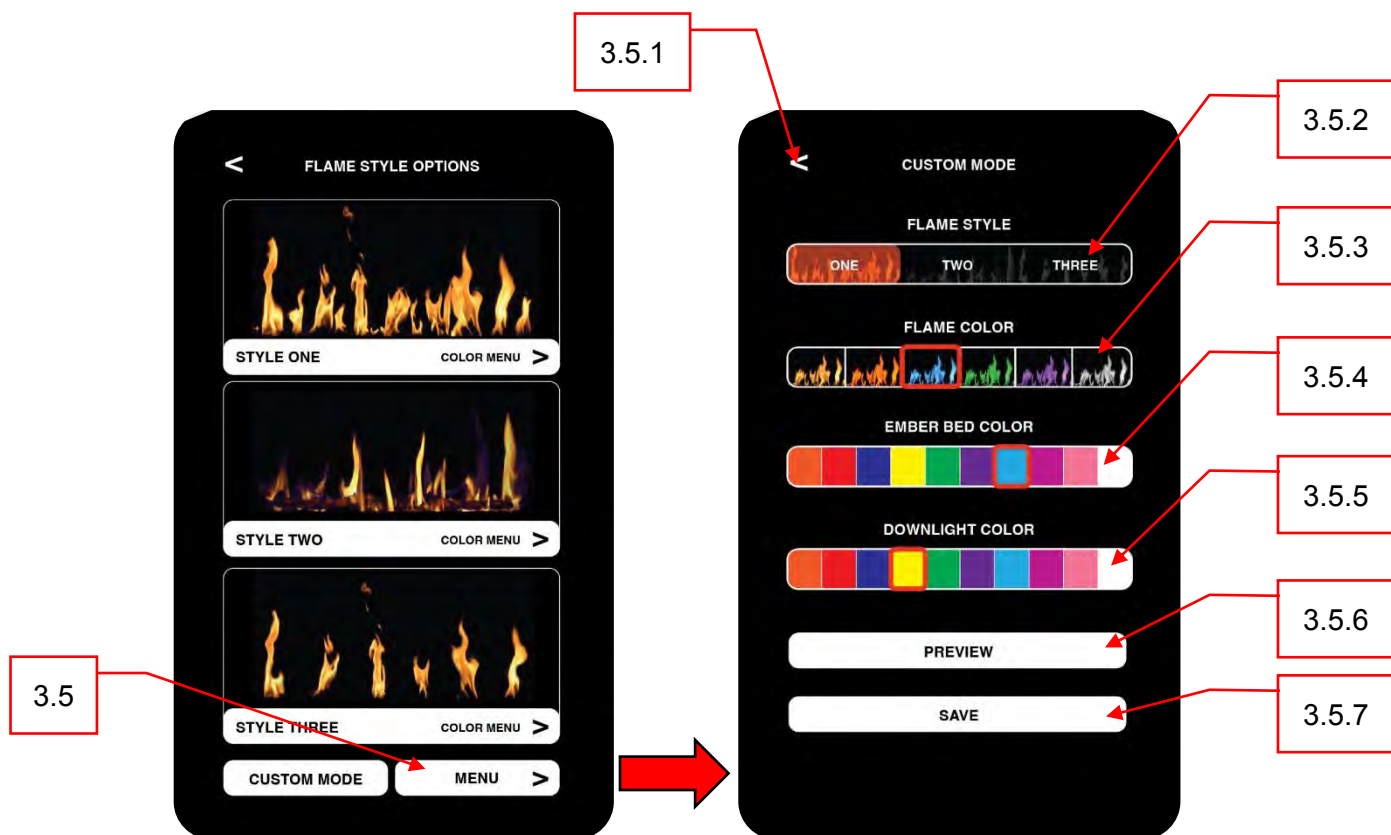 3.5.1
3.5.2
3.5.3
3.5.4
3.5.5
3.5.6
3.5.7
3.5
< FLAME STYLE OPTIONS
STYLE ONE COLOR MENU >
STYLE TWO COLOR MENU >
STYLE THREE COLOR MENU >
CUSTOM MODE MENU >
< CUSTOM MODE
FLAME STYLE
ONE TWO THREE
FLAME COLOR
EMBER BED COLOR
DOWNLIGHT COLOR
PREVIEW
SAVE